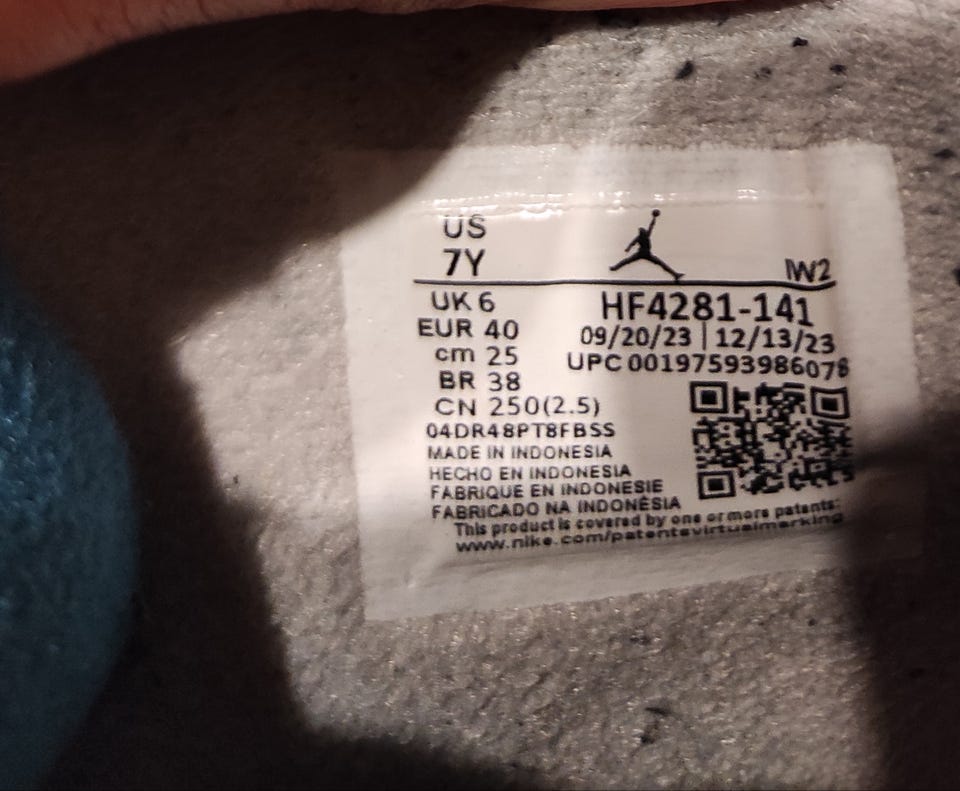 US
7Y
IW2
UK 6
EUR 40
cm 25
BR 38
CN 250(2.5)
HF4281-141
09/20/23 | 12/13/23
UPC 00197593986078
04DR48PT8FBSS
MADE IN INDONESIA
HECHO EN INDONESIA
FABRIQUE EN INDONESIE
FABRICADO NA INDONÉSIA
This product is covered by one or more patents:
www.nike.com/patentsvirtualmarking